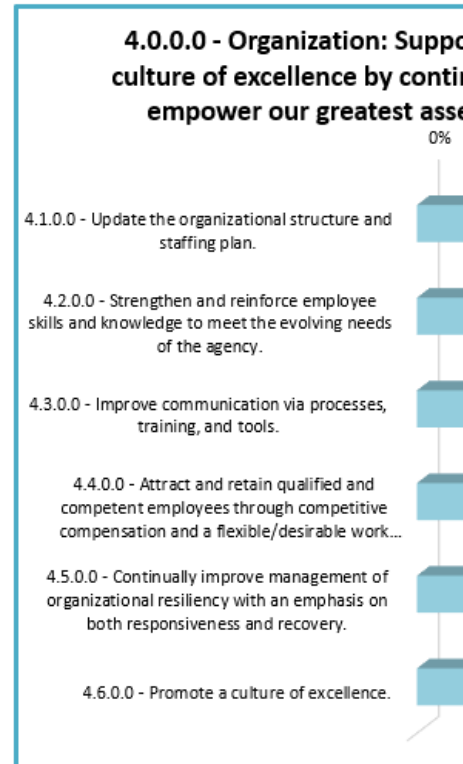 4.0.0.0 - Organization: Suppo
culture of excellence by contin
empower our greatest asse
0%
4.1.0.0 - Update the organizational structure and
staffing plan.
4.2.0.0 - Strengthen and reinforce employee
skills and knowledge to meet the evolving needs
of the agency.
4.3.0.0 - Improve communication via processes,
training, and tools.
4.4.0.0 - Attract and retain qualified and
competent employees through competitive
compensation and a flexible/desirable work...
4.5.0.0 - Continually improve management of
organizational resiliency with an emphasis on
both responsiveness and recovery.
4.6.0.0 - Promote a culture of excellence.